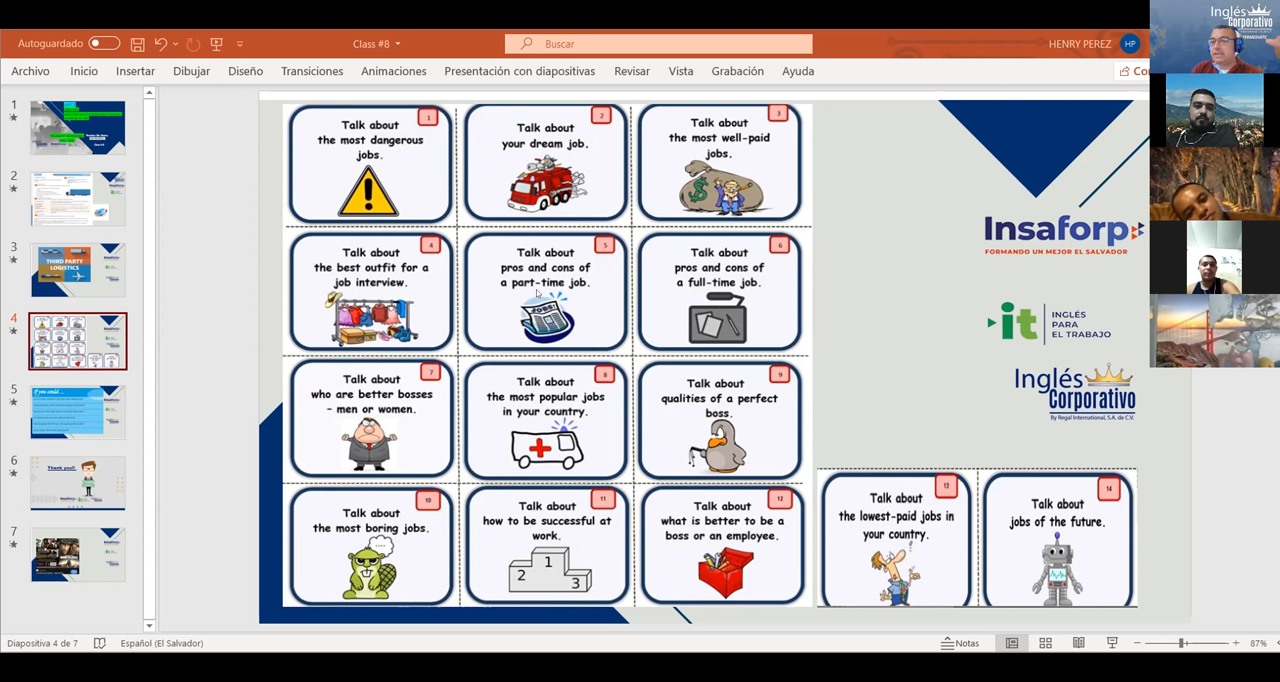 Autoguardado
Class #8
Buscar
HENRY PEREZ
HP
Archivo
Inicio
Insertar
Dibujar
Diseño
Transiciones
Animaciones
Presentación con diapositivas
Revisar
Vista
Grabación
Ayuda
Inglés
Corporativo
1
2
3
THIRD PARTY
LOGISTICS
4
5
If you could...
6
Thank you!!
7
1
Talk about
the most dangerous
jobs.
2
Talk about
your dream job.
3
Talk about
the most well-paid
jobs.
$
4
Talk about
the best outfit for a
job interview.
5
Talk about
pros and cons of
a part-time job.
JOBS
6
Talk about
pros and cons of
a full-time job.
7
Talk about
who are better bosses
- men or women.
8
Talk about
the most popular jobs
in your country.
9
Talk about
qualities of a perfect
boss.
10
Talk about
the most boring jobs.
11
Talk about
how to be successful at
work.
2 1 3
12
Talk about
what is better to be a
boss or an employee.
13
Talk about
the lowest-paid jobs in
your country.
14
Talk about
jobs of the future.
Insaforp
FORMANDO UN MEJOR EL SALVADOR
it
INGLÉS
PARA
EL TRABAJO
Inglés
Corporativo
By Regal International, S.A. de C.V.
Diapositiva 4 de 7
Español (El Salvador)
Notas
87%